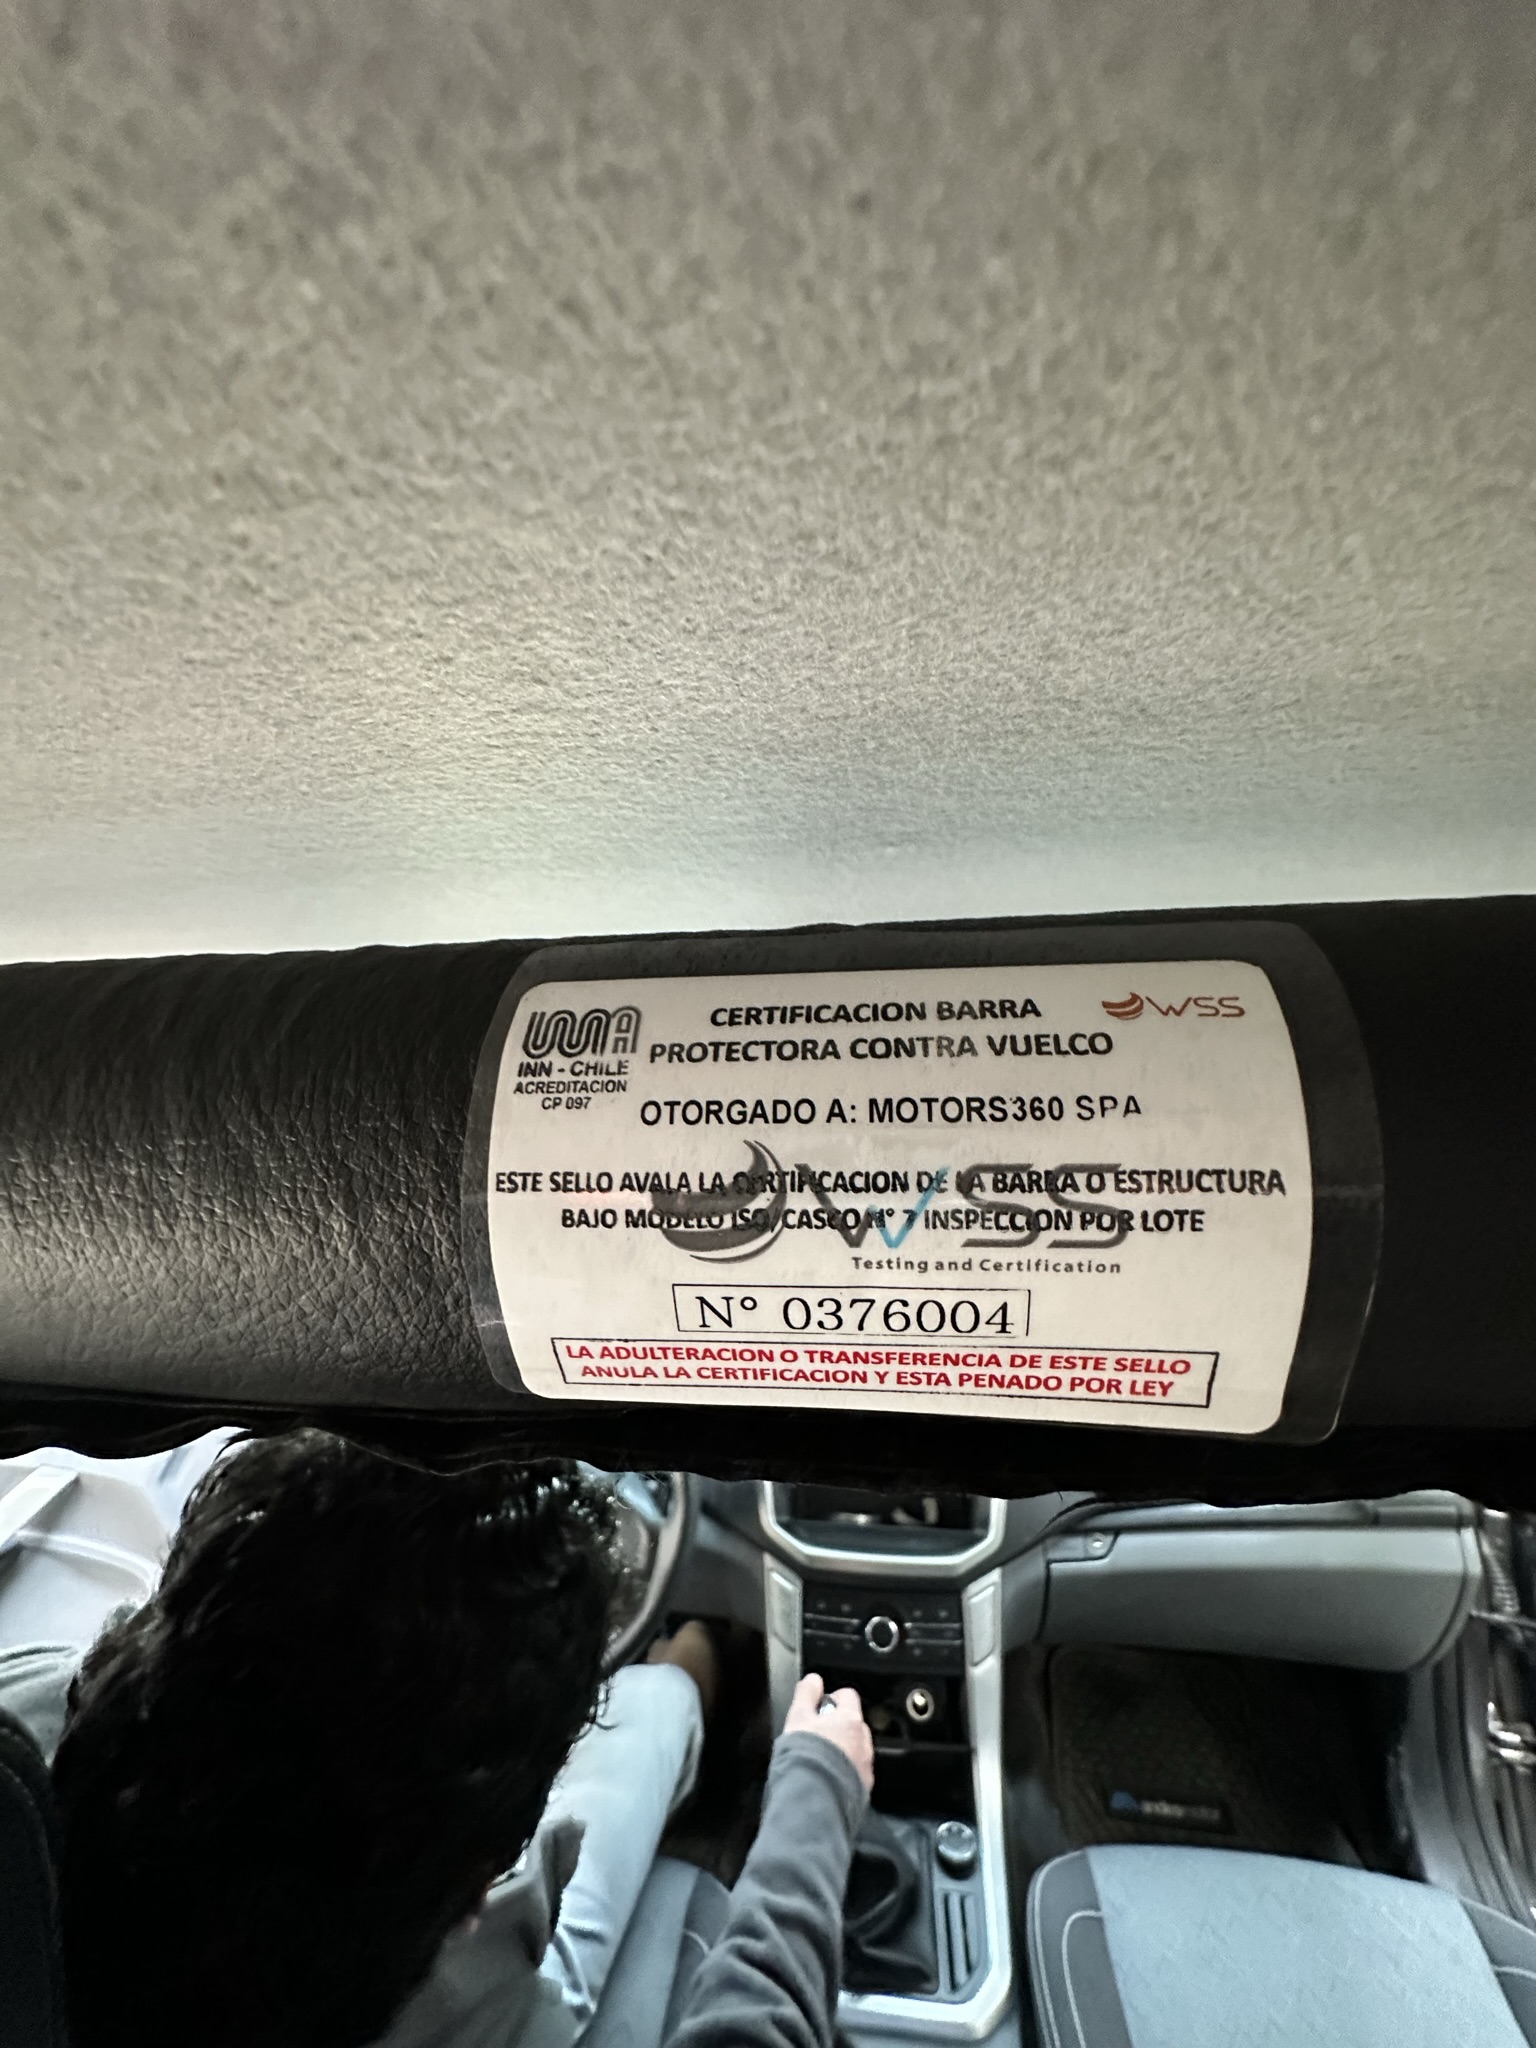 INN - CHILE
ACREDITACION
CP 097
CERTIFICACION BARRA
PROTECTORA CONTRA VUELCO
WSS
OTORGADO A: MOTORS360 SPA
ESTE SELLO AVALA LA CERTIFICACION DE LA BARRA O ESTRUCTURA
BAJO MODELO ISO/CASCO N° 7 INSPECCION POR LOTE
WSS
Testing and Certification
N° 0376004
LA ADULTERACION O TRANSFERENCIA DE ESTE SELLO
ANULA LA CERTIFICACION Y ESTA PENADO POR LEY